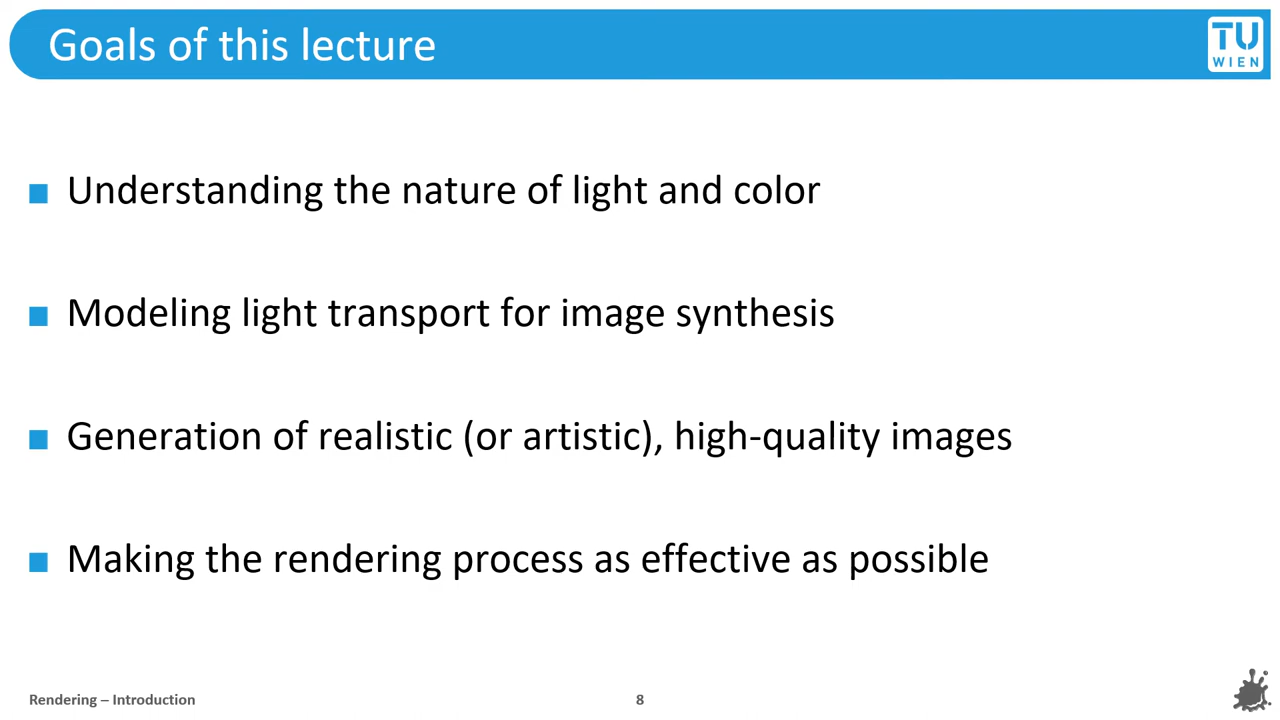 Goals of this lecture
TU
WIEN
Understanding the nature of light and color
Modeling light transport for image synthesis
Generation of realistic (or artistic), high-quality images
Making the rendering process as effective as possible
Rendering – Introduction
8